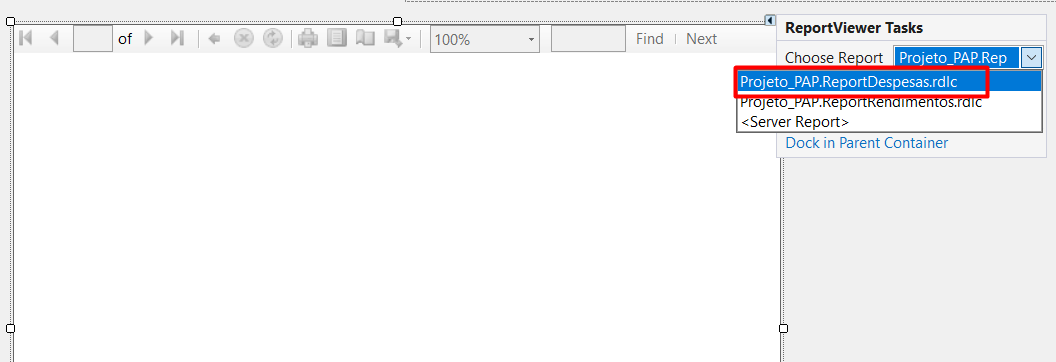 of 100% Find Next
ReportViewer Tasks
Choose Report Projeto_PAP.Rep
Projeto_PAP.ReportDespesas.rdlc
Projeto_PAP.ReportRendimentos.rdlc
<Server Report>
Dock in Parent Container